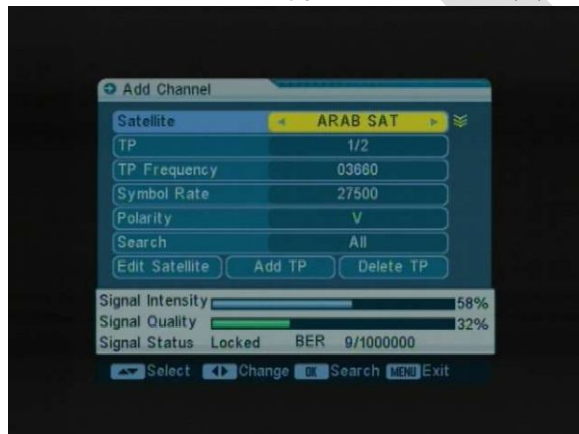 Add Channel
Satellite ARAB SAT
TP 1/2
TP Frequency 03660
Symbol Rate 27500
Polarity V
Search All
Edit Satellite Add TP Delete TP
Signal Intensity 58%
Signal Quality 32%
Signal Status Locked BER 9/1000000
Select Change OK Search MENU Exit